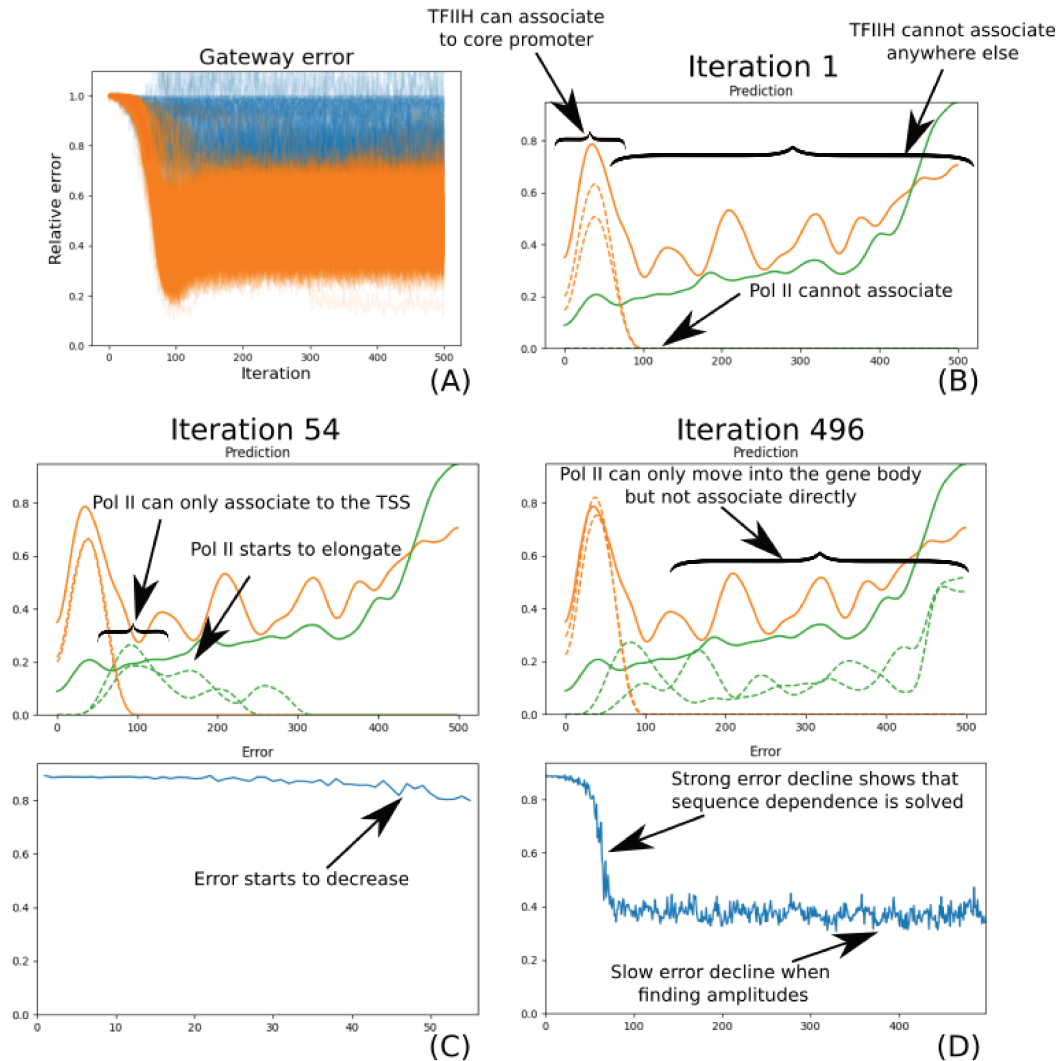 TFIIH can associate
to core promoter
TFIIH cannot associate
anywhere else
Gateway error
Relative error
1.0
0.8
0.6
0.4
0.2
0.0
0
100
200
300
400
500
Iteration
(A)
Iteration 1
Prediction
0.8
0.6
0.4
0.2
0.0
Pol II cannot associate
0
100
200
300
400
500
(B)
Iteration 54
Prediction
0.8
0.6
0.4
0.2
0.0
Pol II can only associate to the TSS
Pol II starts to elongate
0
100
200
300
400
500
Error
0.8
0.6
0.4
0.2
0.0
Error starts to decrease
0
10
20
30
40
50
(C)
Iteration 496
Prediction
Pol II can only move into the gene body
but not associate directly
0.8
0.6
0.4
0.2
0.0
0
100
200
300
400
500
Error
0.8
0.6
0.4
0.2
0.0
Strong error decline shows that
sequence dependence is solved
Slow error decline when
finding amplitudes
0
100
200
300
400
(D)